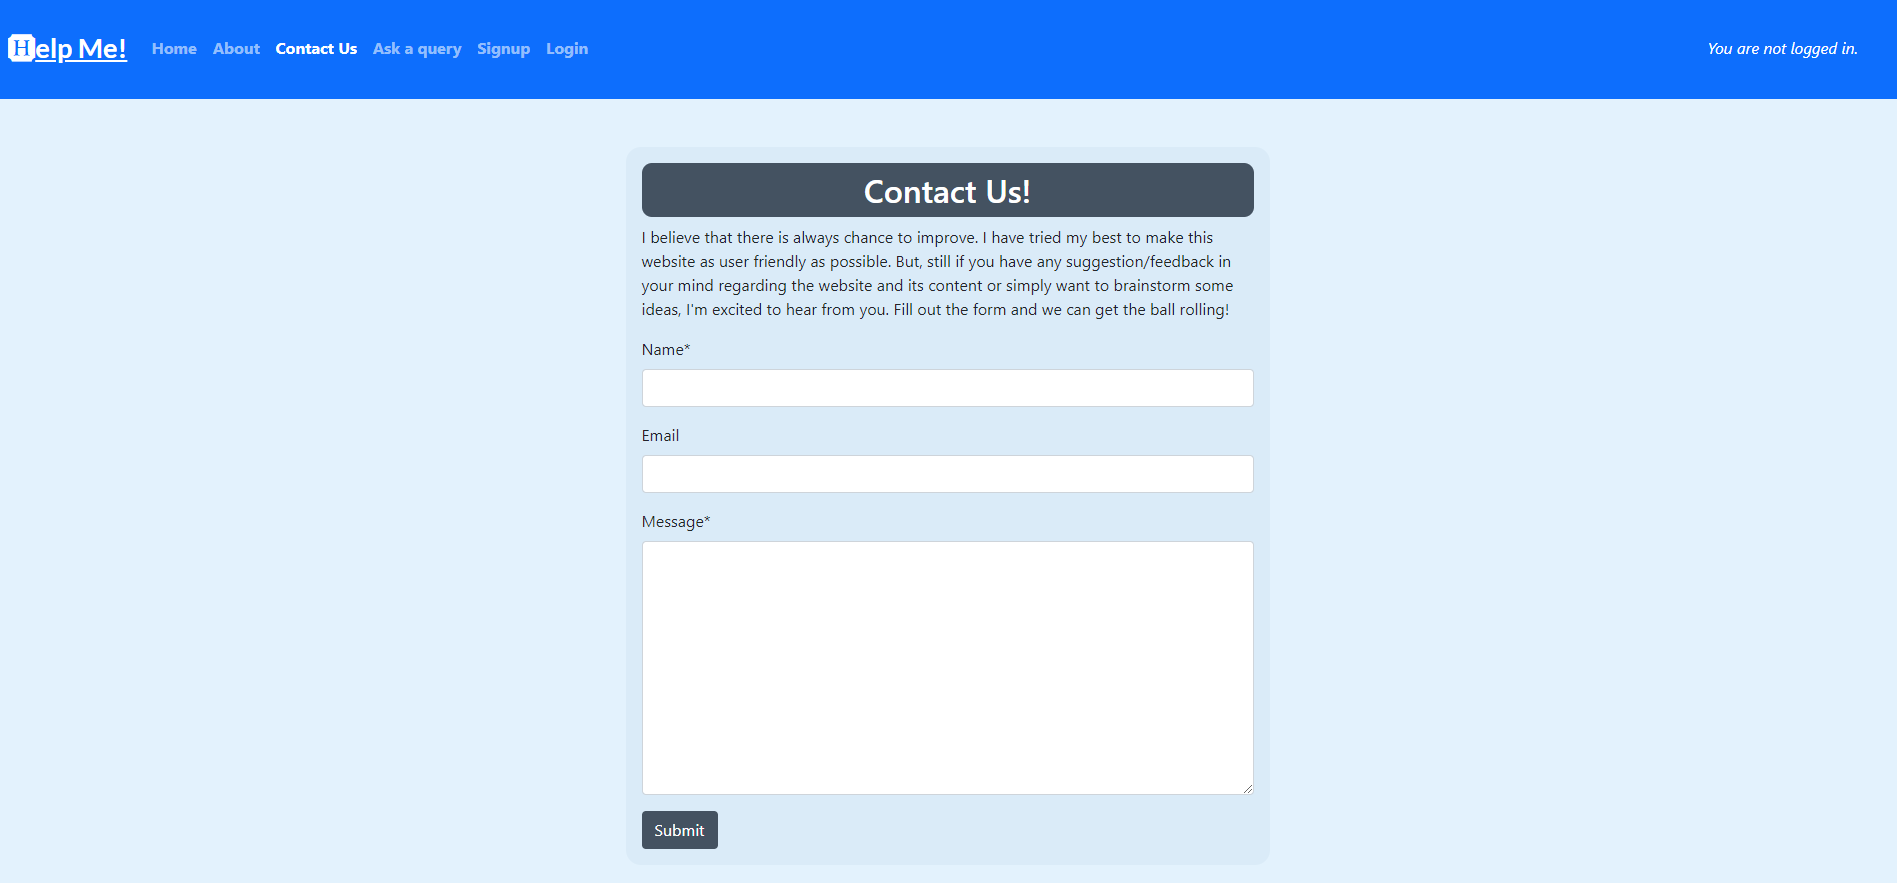 Help Me! Home About Contact Us Ask a query Signup Login You are not logged in.
Contact Us!
I believe that there is always chance to improve. I have tried my best to make this
website as user friendly as possible. But, still if you have any suggestion/feedback in
your mind regarding the website and its content or simply want to brainstorm some
ideas, I'm excited to hear from you. Fill out the form and we can get the ball rolling!
Name*
Email
Message*
Submit